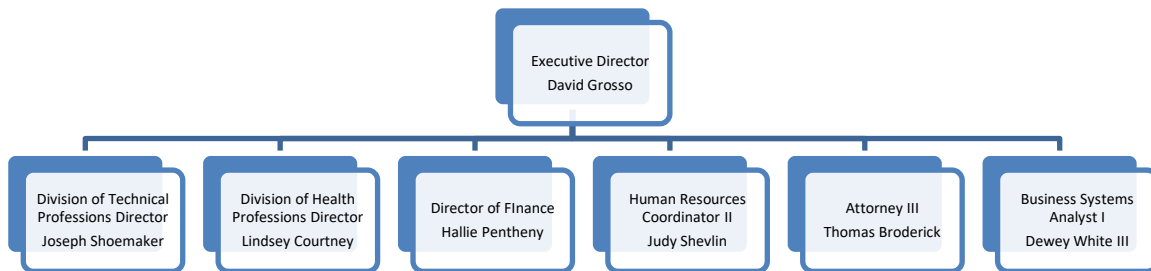 Executive Director
David Grosso
Division of Technical
Professions Director
Joseph Shoemaker
Division of Health
Professions Director
Lindsey Courtney
Director of FInance
Hallie Pentheny
Human Resources
Coordinator II
Judy Shevlin
Attorney III
Thomas Broderick
Business Systems
Analyst I
Dewey White III